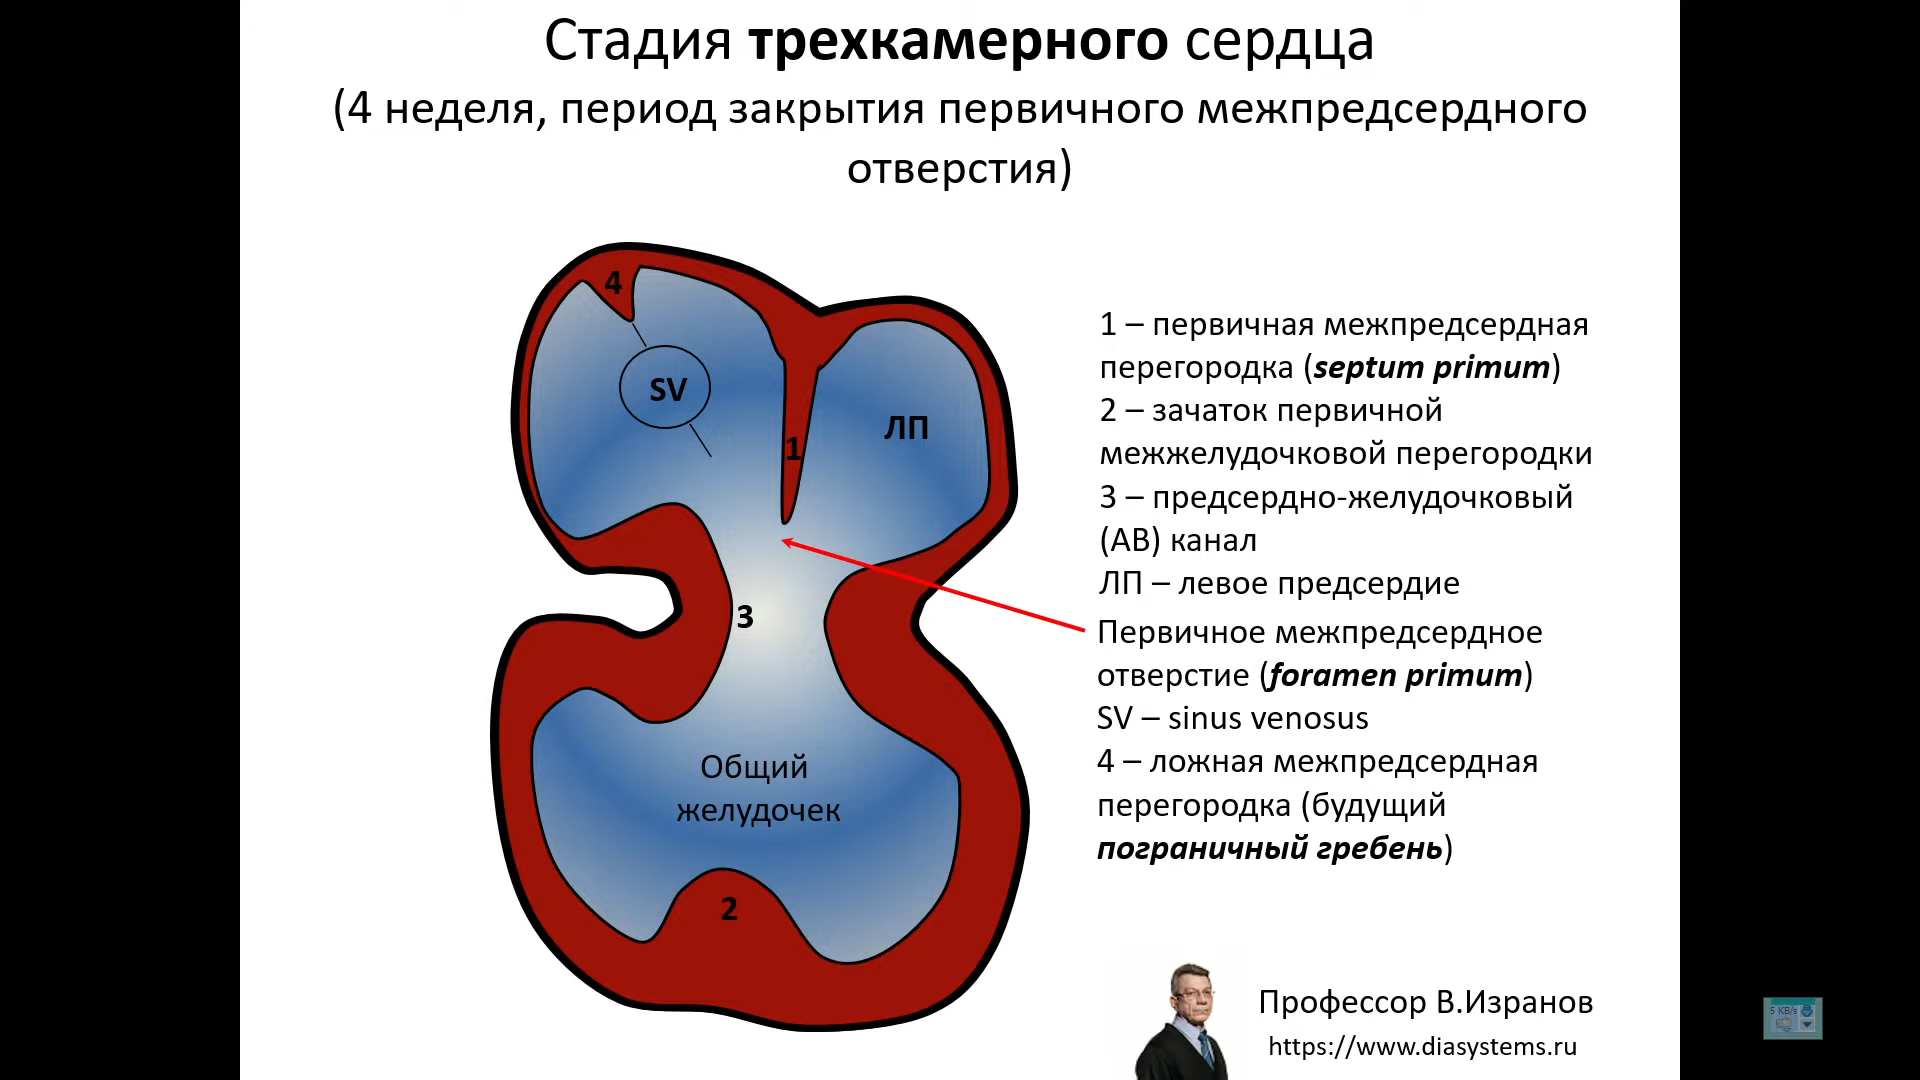 Стадия трехкамерного сердца
(4 неделя, период закрытия первичного межпредсердного
отверстия)
4
SV
ЛП
1
3
Общий
желудочек
2
1 – первичная межпредсердная
перегородка (septum primum)
2 – зачаток первичной
межжелудочковой перегородки
3 – предсердно-желудочковый
(АВ) канал
ЛП – левое предсердие
Первичное межпредсердное
отверстие (foramen primum)
SV – sinus venosus
4 – ложная межпредсердная
перегородка (будущий
пограничный гребень)
Профессор В.Изранов
https://www.diasystems.ru
5 KB/s